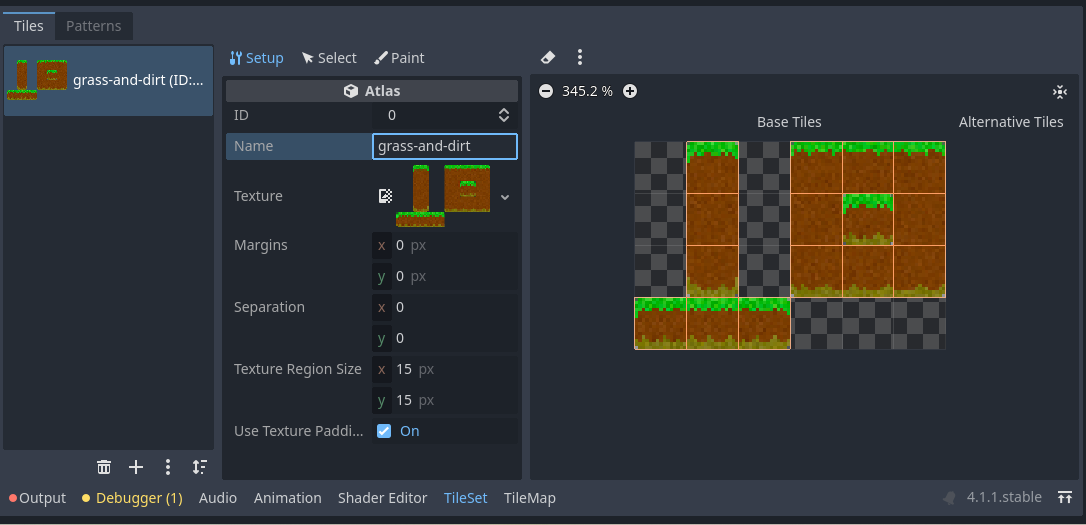 Tiles Patterns
grass-and-dirt (ID:...
Setup Select Paint
Atlas
ID 0
Name grass-and-dirt
Texture
Margins x 0 px
y 0 px
Separation x 0
y 0
Texture Region Size x 15 px
y 15 px
Use Texture Paddi... On
345.2 %
Base Tiles Alternative Tiles
Output Debugger (1) Audio Animation Shader Editor TileSet TileMap 4.1.1.stable